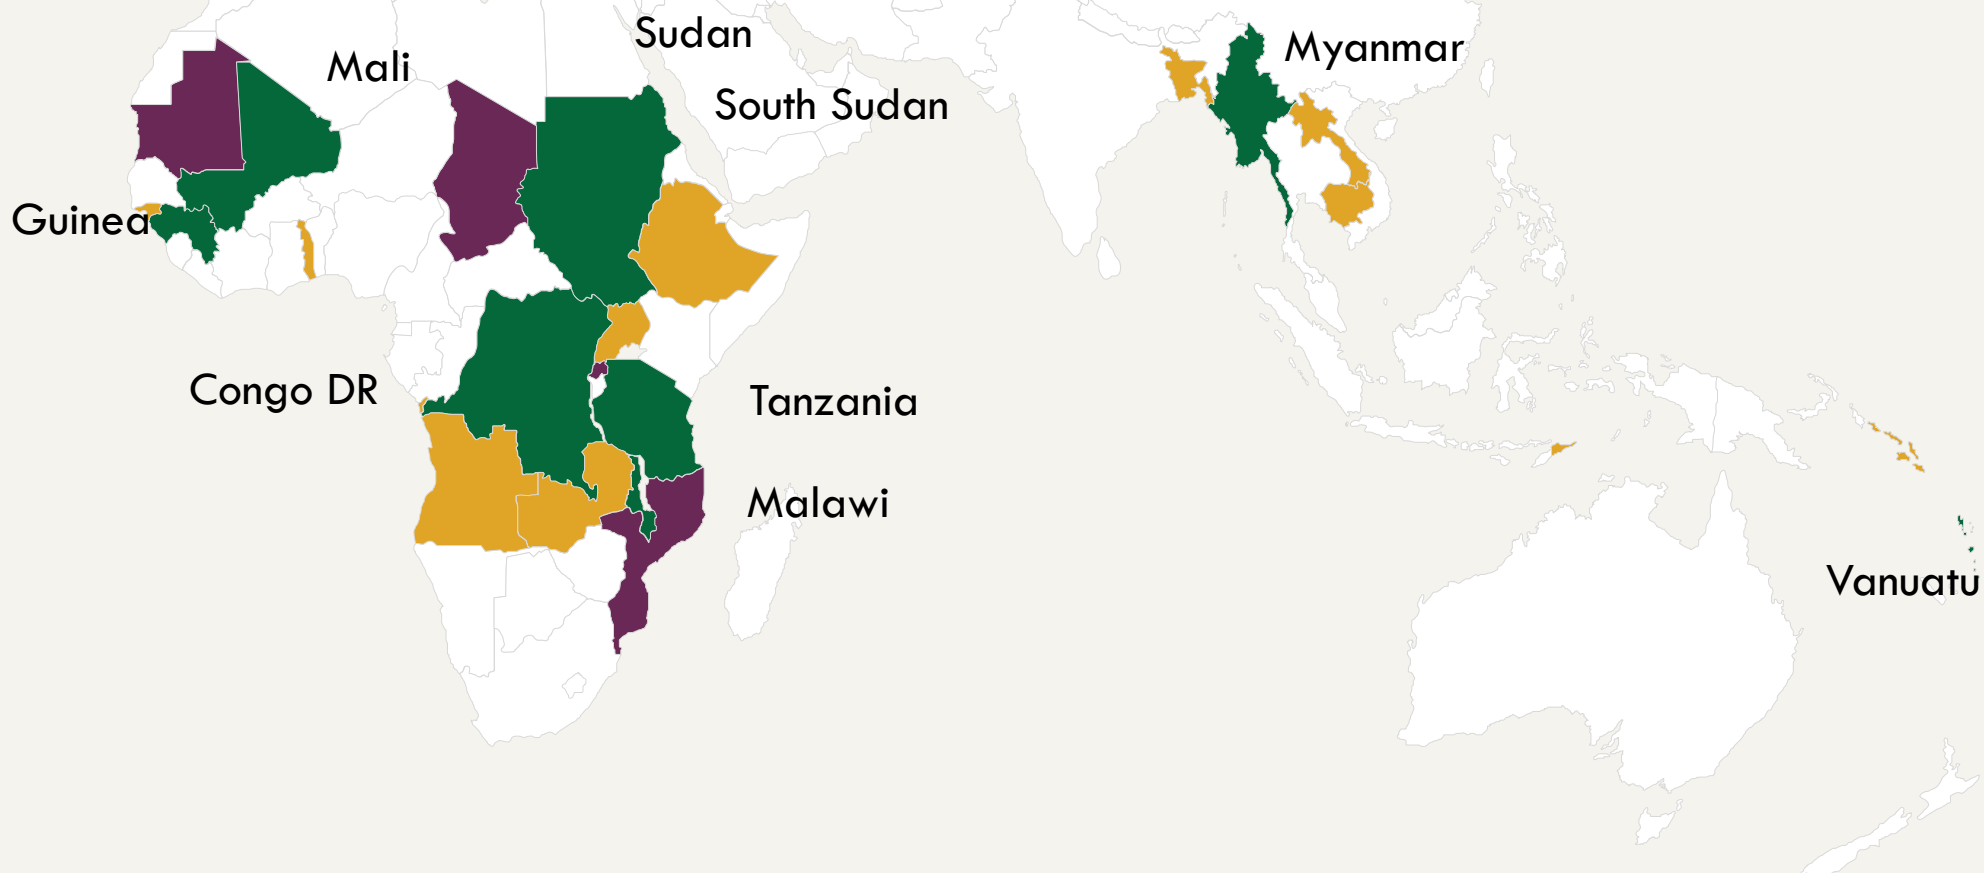 Sudan
Mali
Myanmar
South Sudan
Guinea
Congo DR
Tanzania
Malawi
Vanuatu